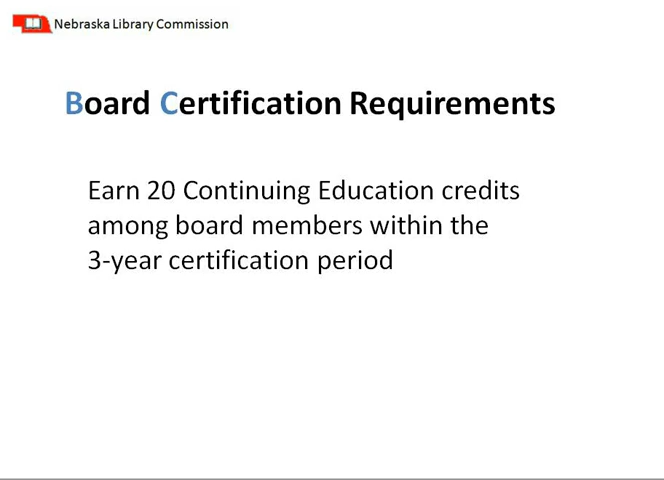 Nebraska Library Commission
Board Certification Requirements
Earn 20 Continuing Education credits
among board members within the
3-year certification period